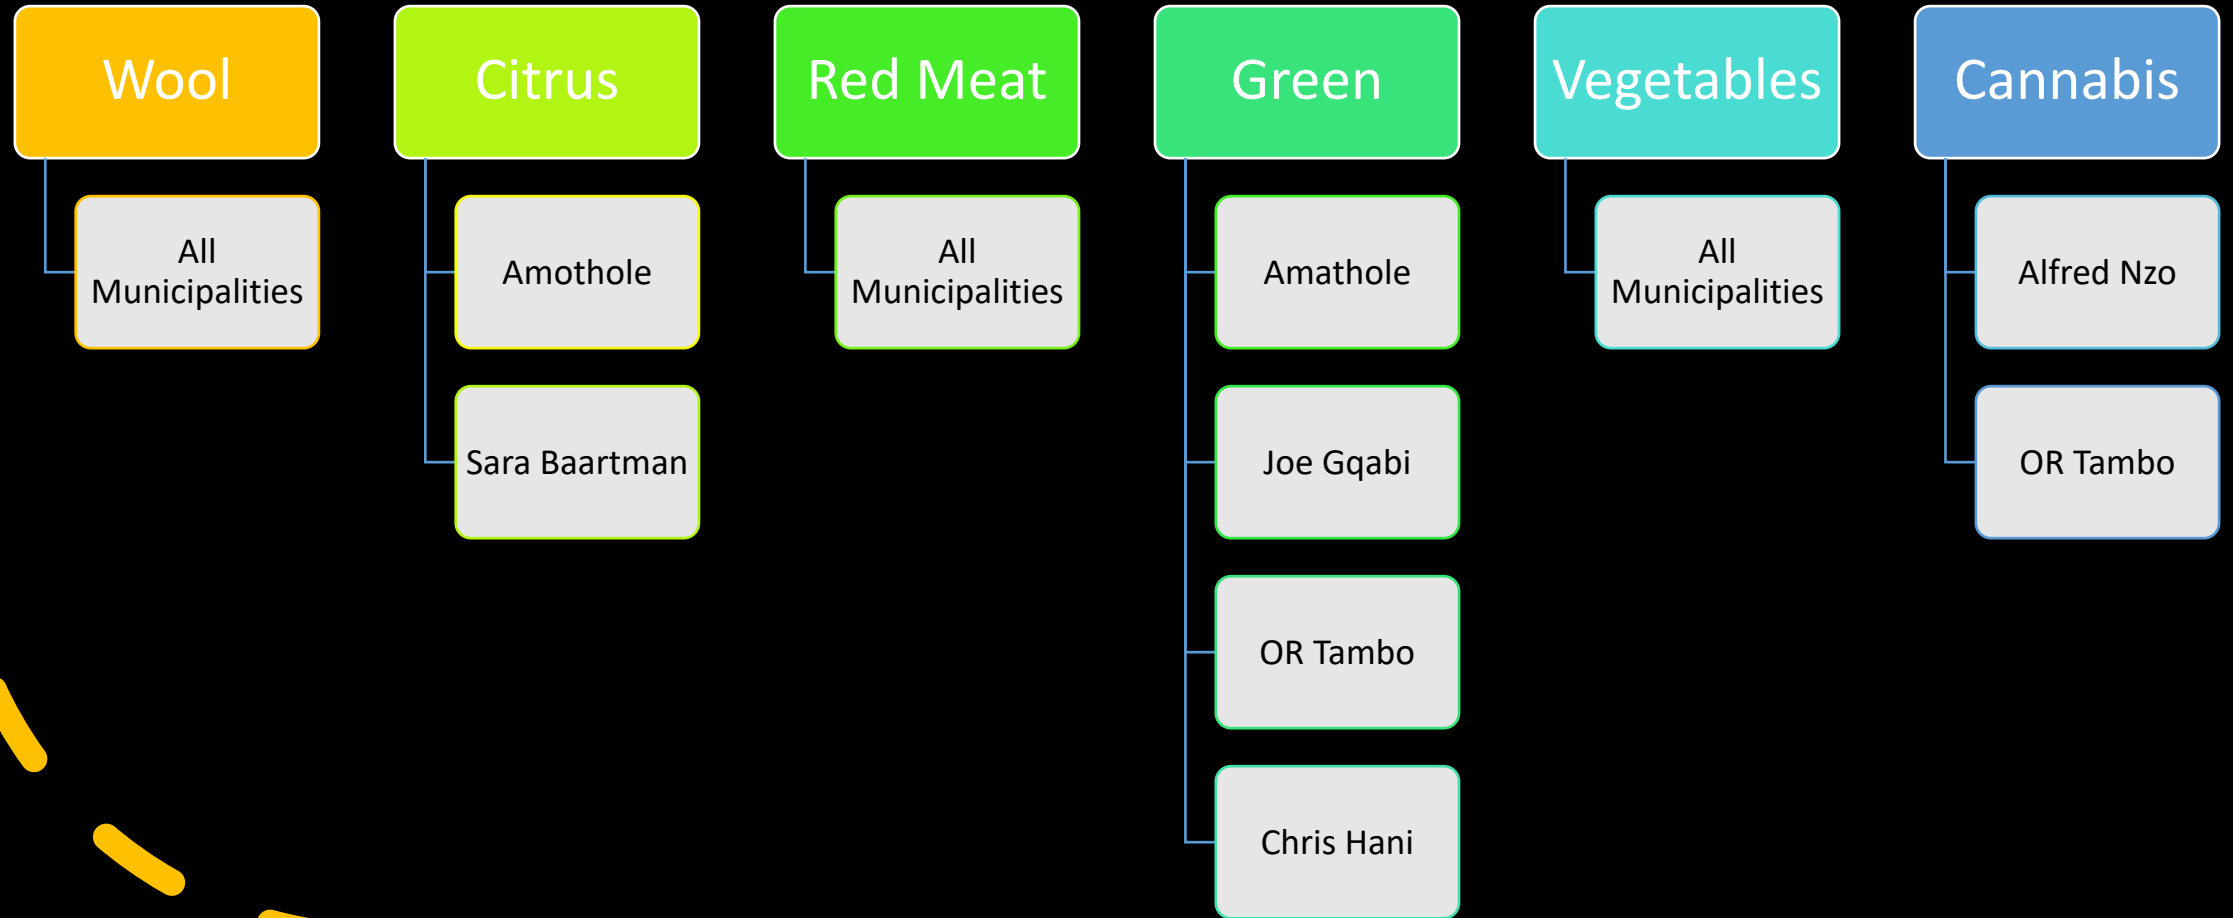 Wool
All
Municipalities
Citrus
Amothole
Sara Baartman
Red Meat
All
Municipalities
Green
Amathole
Joe Gqabi
OR Tambo
Chris Hani
Vegetables
All
Municipalities
Cannabis
Alfred Nzo
OR Tambo